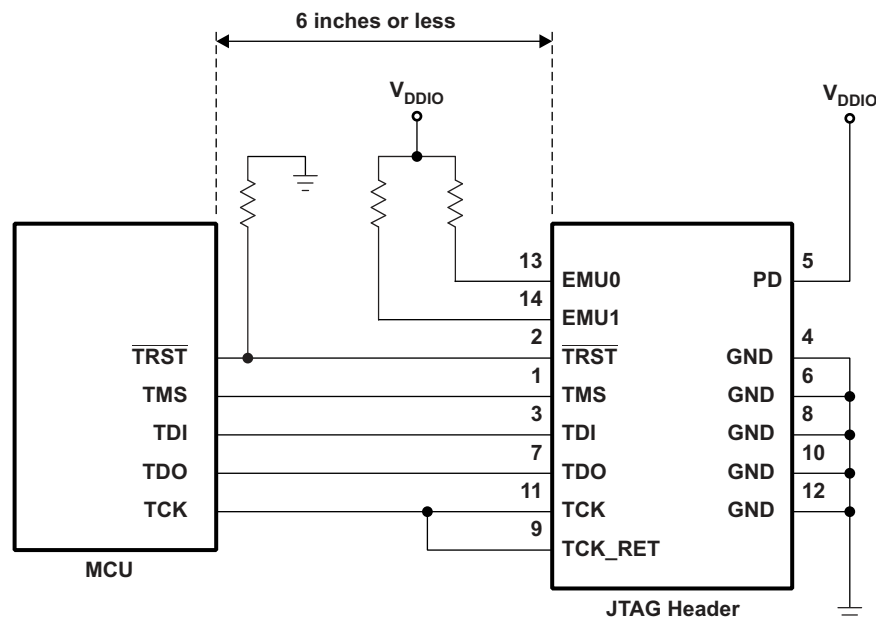 6 inches or less
VDDIO
VDDIO
13
EMU0
5
PD
14
EMU1
2
TRST
TRST
4
GND
TMS
1
TMS
6
GND
TDI
3
TDI
8
GND
TDO
7
TDO
10
GND
TCK
11
TCK
12
GND
9
TCK_RET
MCU
JTAG Header